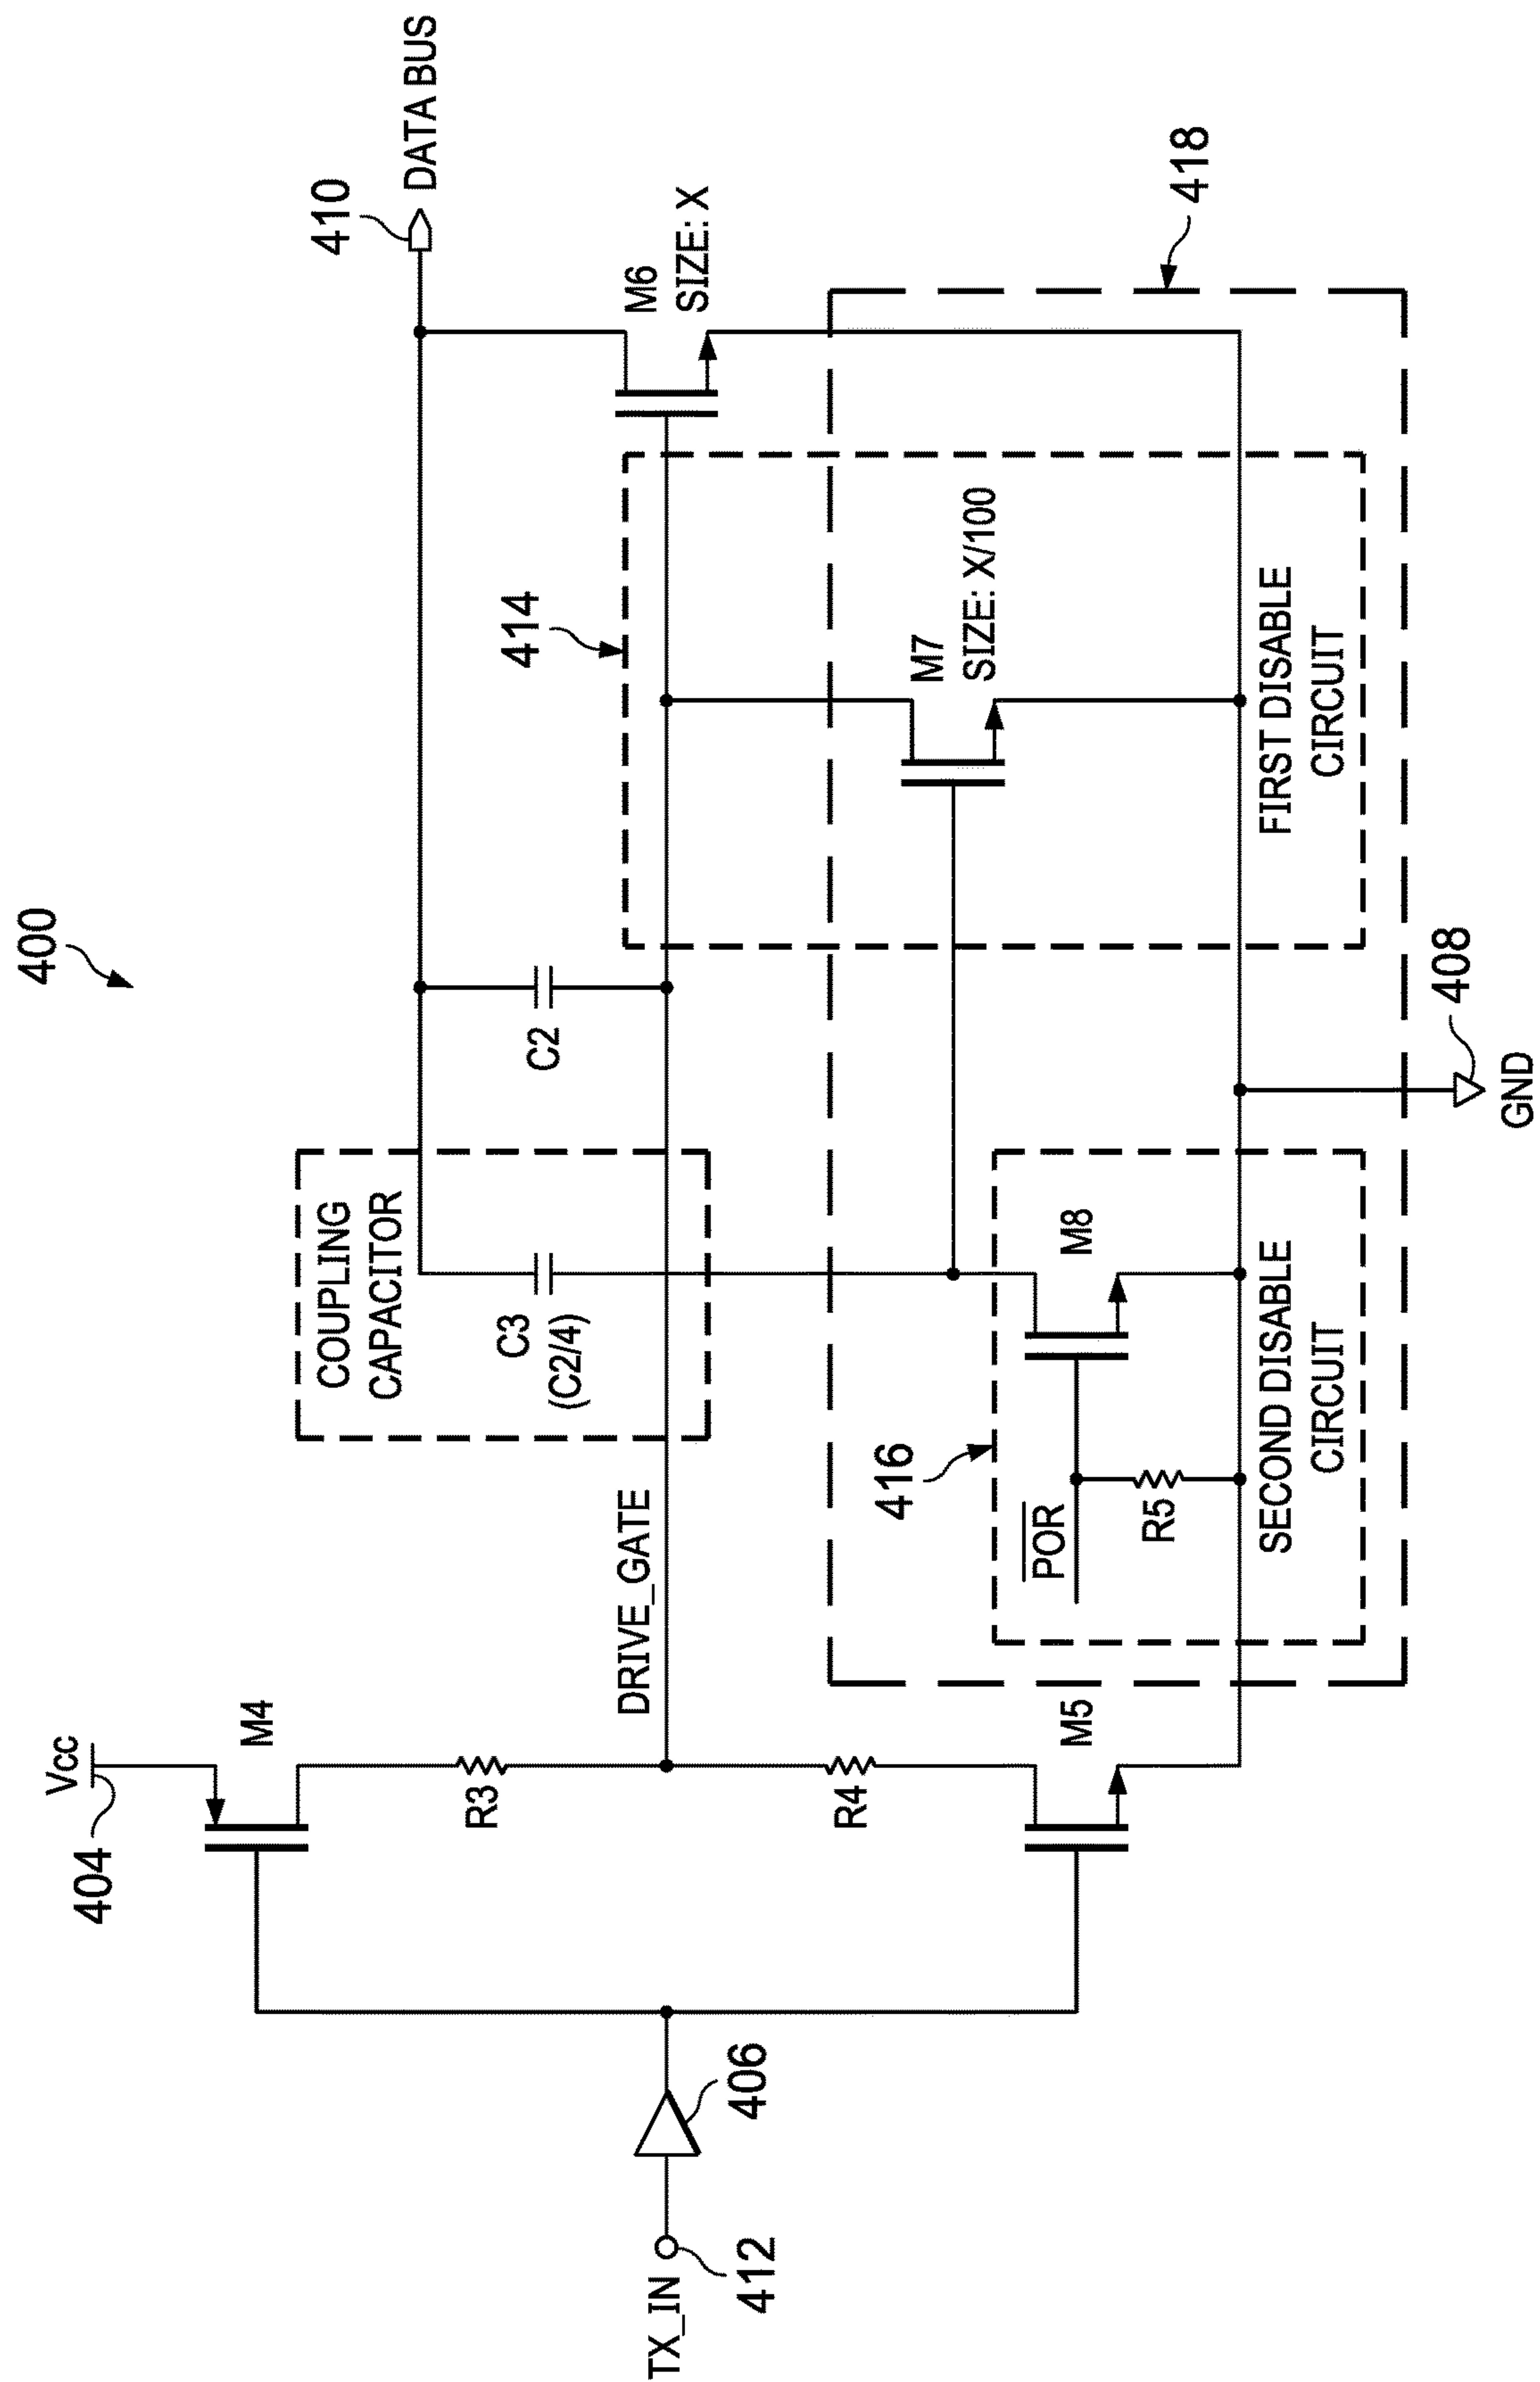 400
Vcc
404
M4
R3
DRIVE_GATE
R4
M5
TX_IN
412
406
COUPLING
CAPACITOR
C3
(C2/4)
C2
410
DATA BUS
M6
SIZE: X
414
M7
SIZE: X/100
FIRST DISABLE
CIRCUIT
418
416
POR
R5
M8
SECOND DISABLE
CIRCUIT
408
GND